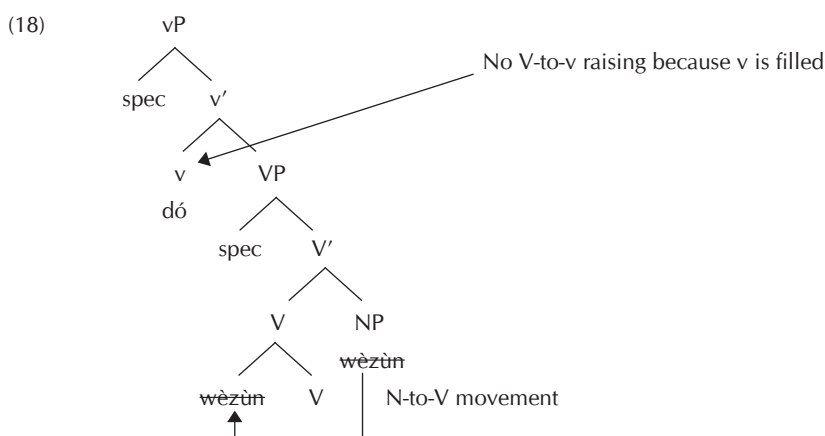 (18)
vP
No V-to-v raising because v is filled
spec v′
v VP
dó
spec V′
V NP
wèzùn
wèzùn V N-to-V movement